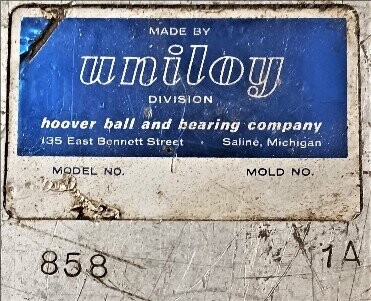 MADE BY
uniloy
DIVISION
hoover ball and bearing company
135 East Bennett Street · Saline, Michigan
MODEL NO. MOLD NO.
858 1A